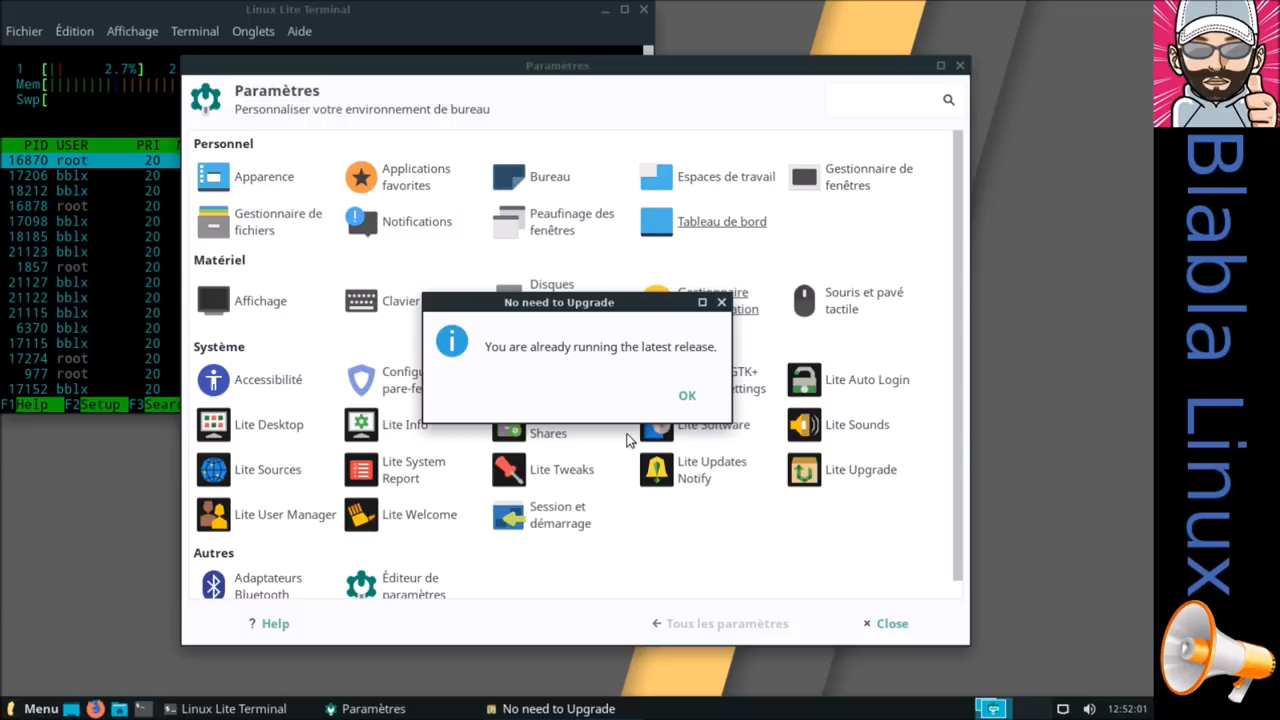 Linux Lite Terminal
Fichier Édition Affichage Terminal Onglets Aide
1 [|| 2.7%] 2
Mem[
Swp[
PID USER PRI
16870 root 20
17206 bblx 20
18212 bblx 20
16878 root 20
17098 bblx 20
18185 bblx 20
21123 bblx 20
1857 root 20
21127 bblx 20
21122 bblx 20
21115 bblx 20
6370 bblx 20
17115 bblx 20
17274 root 20
977 root 20
17152 bblx 20
F1Help F2Setup F3Sear
Paramètres
Paramètres
Personnaliser votre environnement de bureau
Personnel
Apparence
Applications
favorites
Bureau
Espaces de travail
Gestionnaire de
fenêtres
Gestionnaire de
fichiers
Notifications
Peaufinage des
fenêtres
Tableau de bord
Matériel
Affichage
Clavier
Disques
Gestionnaire
ation
Souris et pavé
tactile
Système
Accessibilité
Config
pare-fe
GTK+
ettings
Lite Auto Login
Lite Desktop
Lite Info
Shares
Lite Software
Lite Sounds
Lite Sources
Lite System
Report
Lite Tweaks
Lite Updates
Notify
Lite Upgrade
Lite User Manager
Lite Welcome
Session et
démarrage
Autres
Adaptateurs
Bluetooth
Éditeur de
paramètres
? Help
← Tous les paramètres
× Close
No need to Upgrade
You are already running the latest release.
OK
Menu
Linux Lite Terminal
Paramètres
No need to Upgrade
12:52:01
Blabla Linux